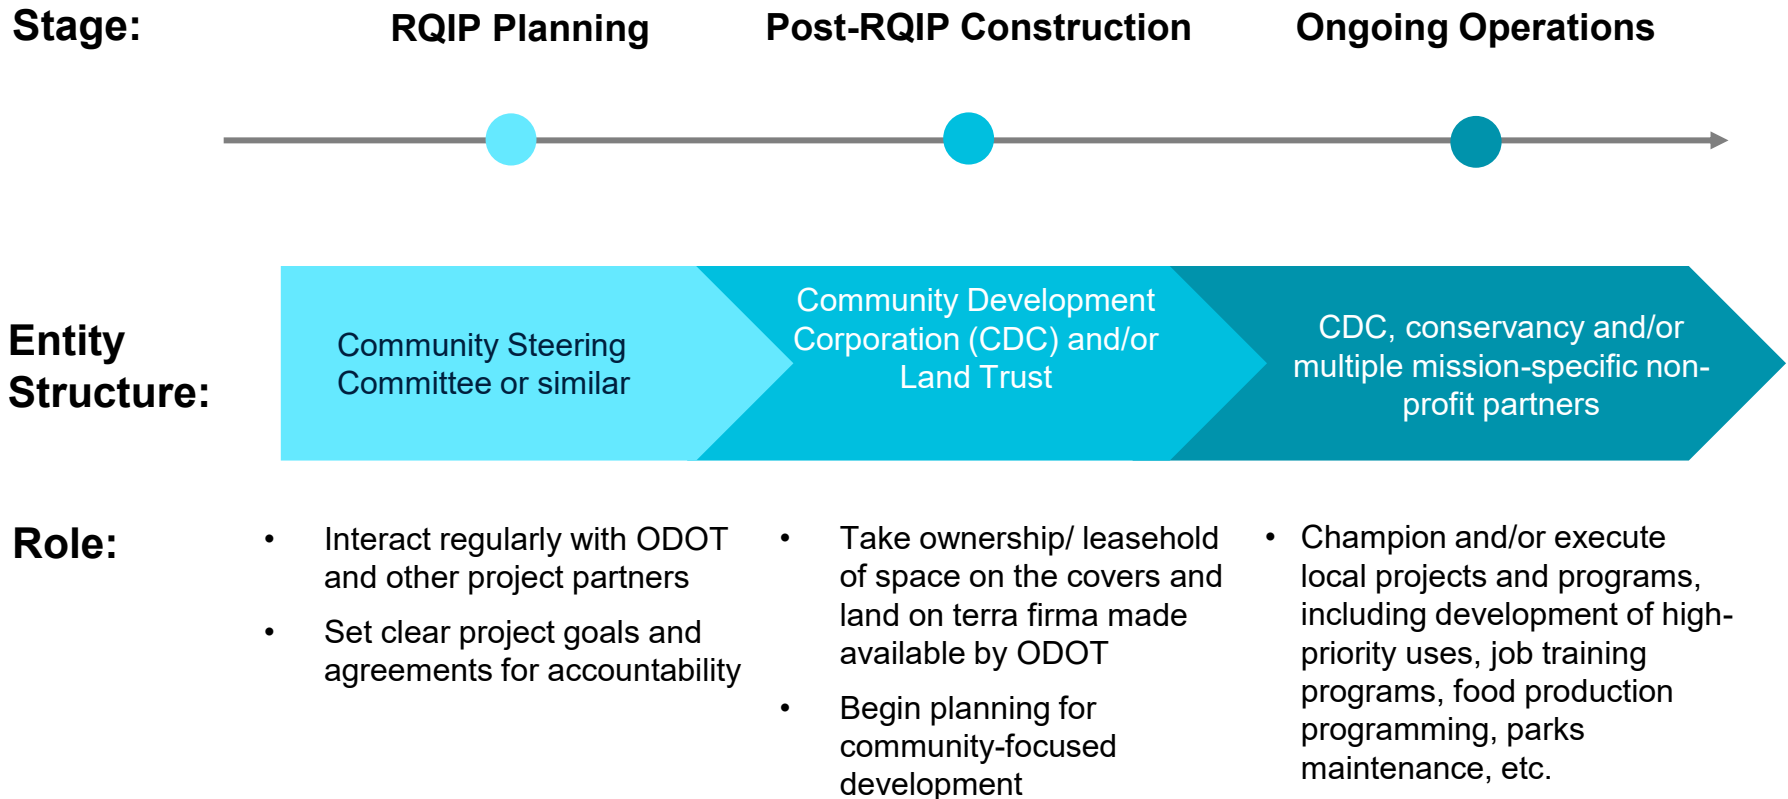 Stage:
RQIP Planning
Post-RQIP Construction
Ongoing Operations
Entity
Structure:
Community Steering
Committee or similar
Community Development
Corporation (CDC) and/or
Land Trust
CDC, conservancy and/or
multiple mission-specific non-
profit partners
Role:
• Interact regularly with ODOT
and other project partners
• Set clear project goals and
agreements for accountability
• Take ownership/ leasehold
of space on the covers and
land on terra firma made
available by ODOT
• Begin planning for
community-focused
development
• Champion and/or execute
local projects and programs,
including development of high-
priority uses, job training
programs, food production
programming, parks
maintenance, etc.